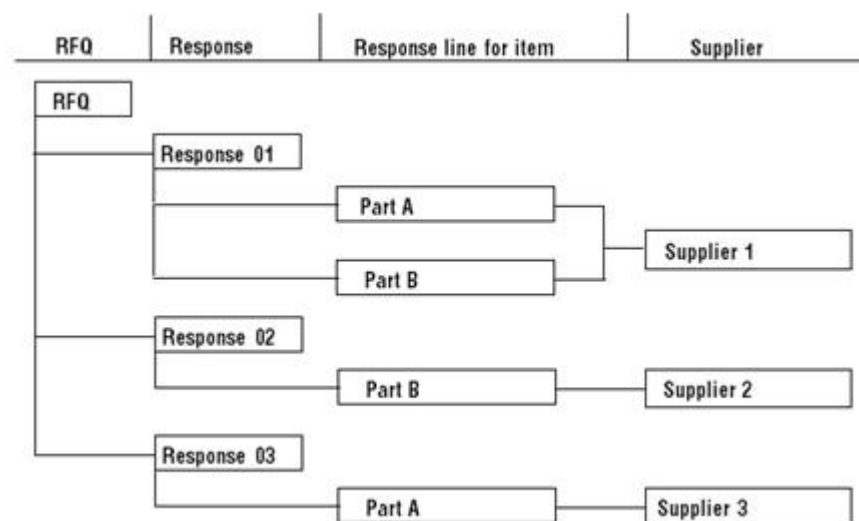 RFQ Response Response line for item Supplier
RFQ
Response 01
Part A
Supplier 1
Part B
Response 02
Part B Supplier 2
Response 03
Part A Supplier 3